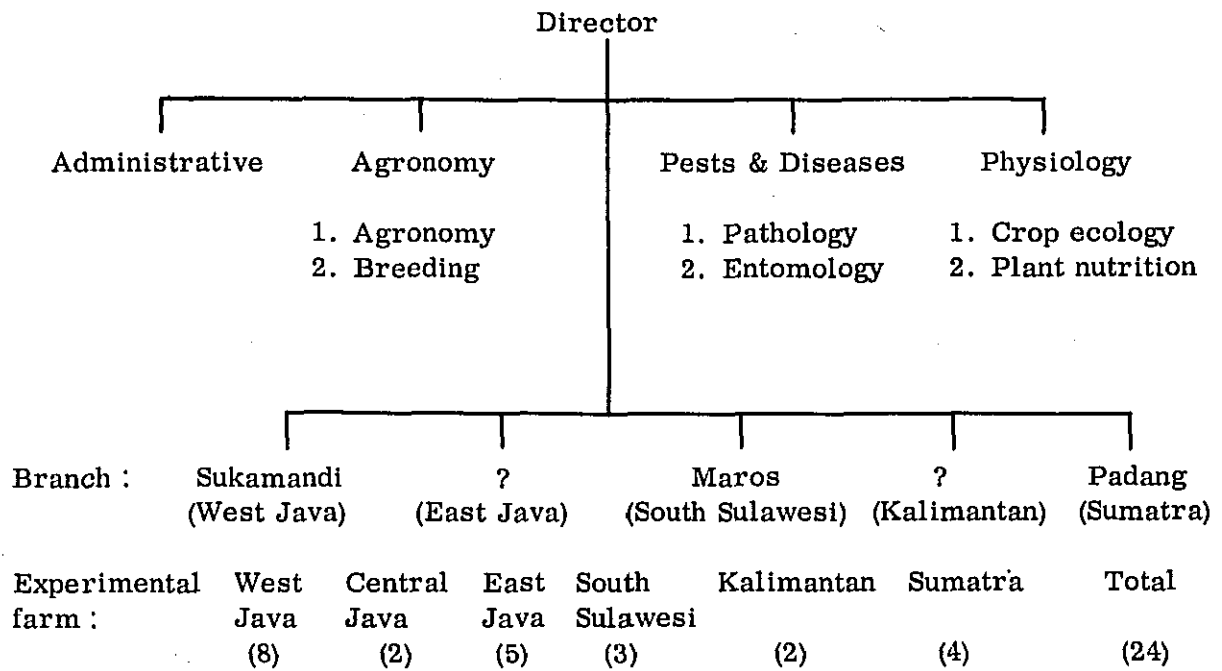 Director
Administrative Agronomy Pests & Diseases Physiology
1. Agronomy 1. Pathology 1. Crop ecology
2. Breeding 2. Entomology 2. Plant nutrition
Branch : Sukamandi ? Maros ? Padang
(West Java) (East Java) (South Sulawesi) (Kalimantan) (Sumatra)
Experimental West Central East South Kalimantan Sumatra Total
farm : Java Java Java Sulawesi
(8) (2) (5) (3) (2) (4) (24)